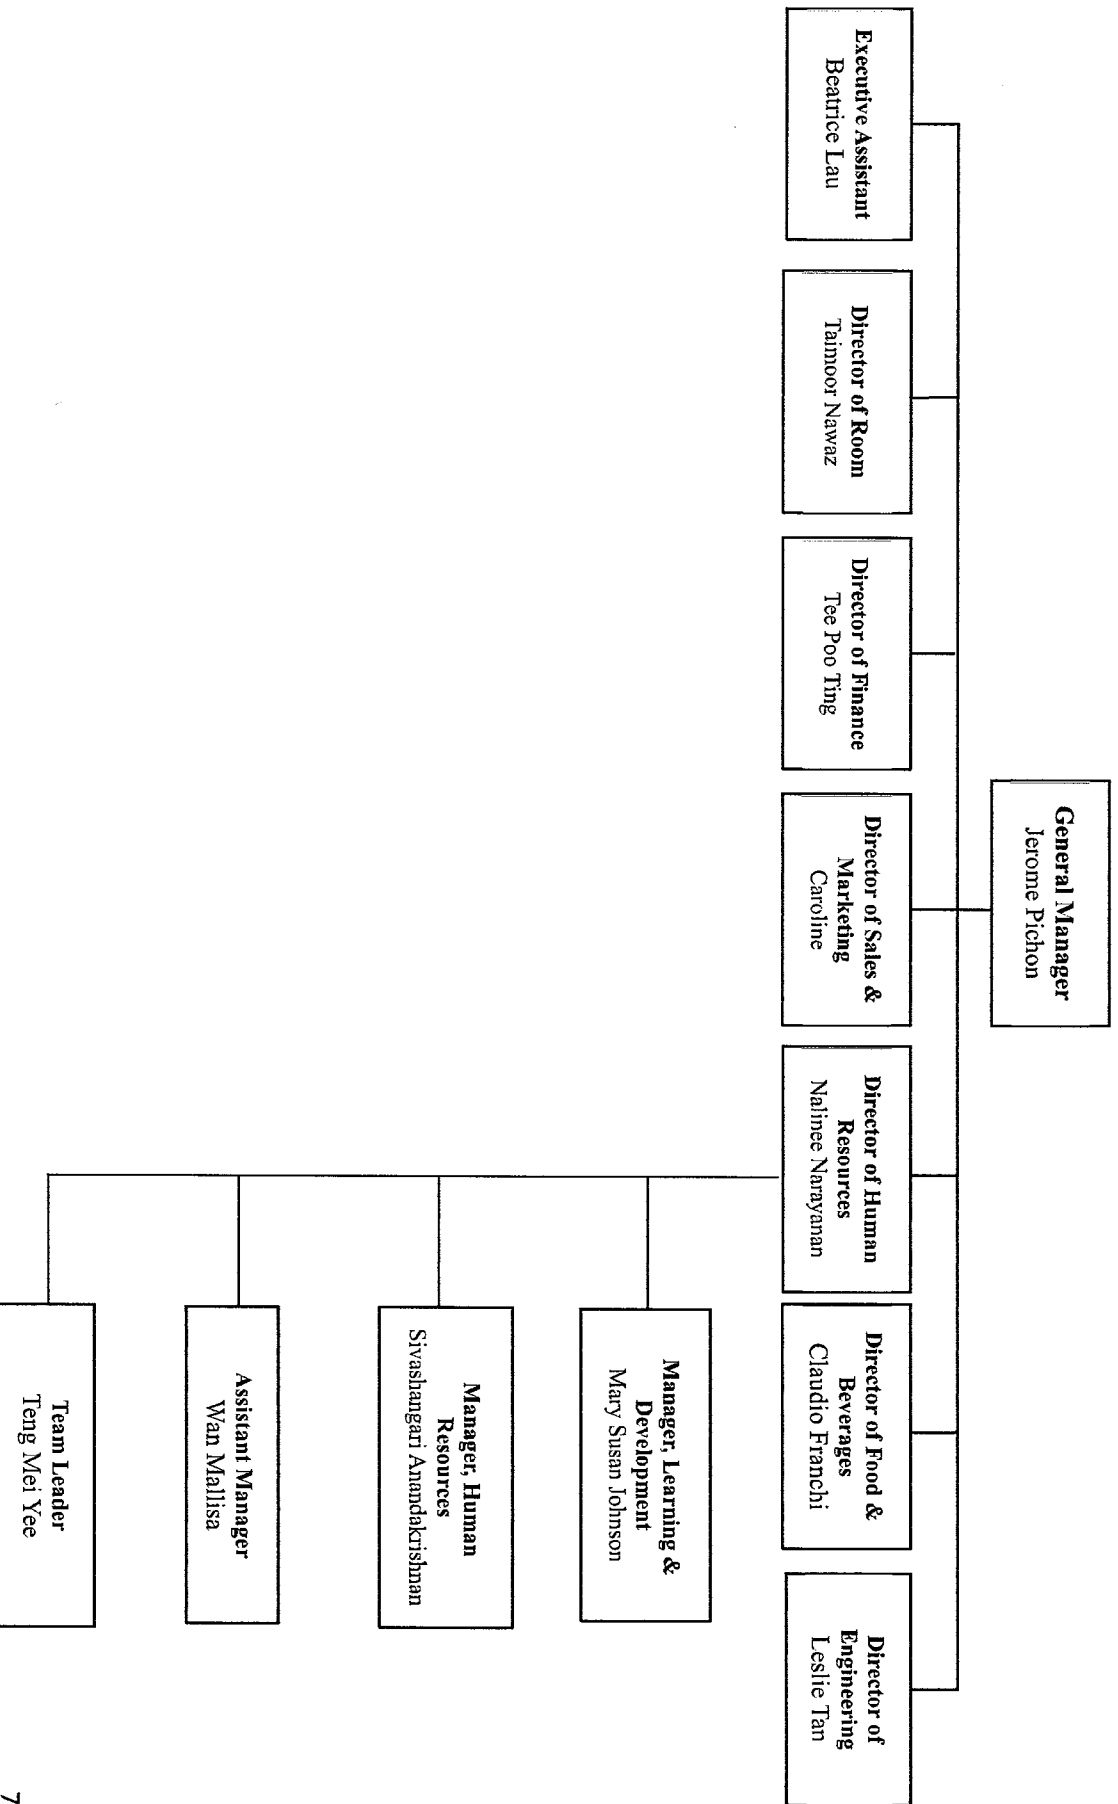 General Manager
Jerome Pichon
Executive Assistant
Beatrice Lau
Director of Room
Taimoor Nawaz
Director of Finance
Tee Poo Ting
Director of Sales &
Marketing
Caroline
Director of Human
Resources
Nalinee Narayanan
Director of Food &
Beverages
Claudio Franchi
Director of
Engineering
Leslie Tan
Manager, Learning &
Development
Mary Susan Johnson
Manager, Human
Resources
Sivashangari Anandakrishnan
Assistant Manager
Wan Mallisa
Team Leader
Teng Mei Yee
7